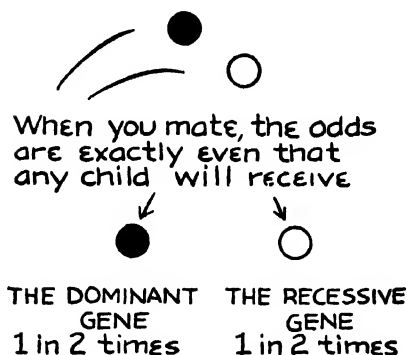 When you mate, the odds
are exactly even that
any child will receive
THE DOMINANT
GENE
1 in 2 times
THE RECESSIVE
GENE
1 in 2 times